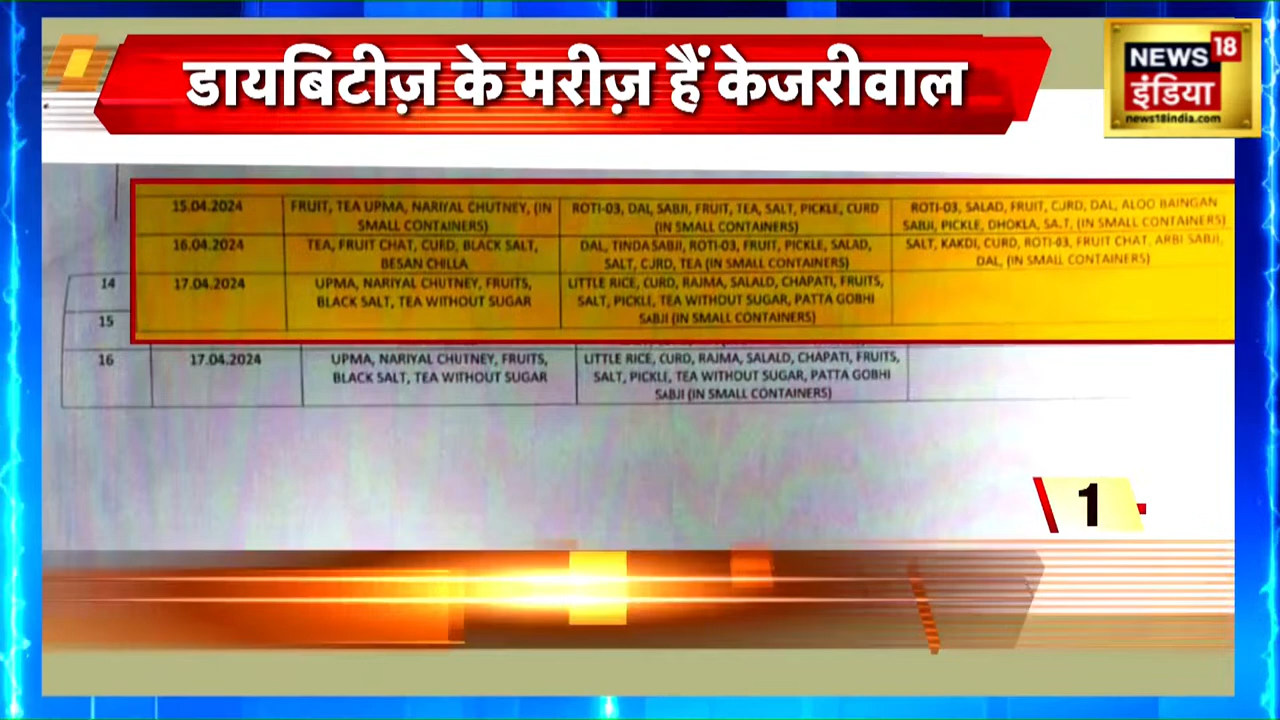 डायबिटीज़ के मरीज़ हैं केजरीवाल
NEWS 18
इंडिया
news18india.com
15.04.2024 FRUIT, TEA UPMA, NARIYAL CHUTNEY, (IN ROTI-03, DAL, SABJI, FRUIT, TEA, SALT, PICKLE, CURD ROTI-03, SALAD, FRUIT, CURD, DAL, ALOO BAINGAN
SMALL CONTAINERS) (IN SMALL CONTAINERS) SABJI, PICKLE, DHOKLA, SALT, (IN SMALL CONTAINERS)
16.04.2024 TEA, FRUIT CHAT, CURD, BLACK SALT, DAL, TINDA SABJI, ROTI-03, FRUIT, PICKLE, SALAD, SALT, KAKDI, CURD, ROTI-03, FRUIT CHAT, ARBI SABJI,
BESAN CHILLA SALT, CURD, TEA (IN SMALL CONTAINERS) DAL, (IN SMALL CONTAINERS)
14 17.04.2024 UPMA, NARIYAL CHUTNEY, FRUITS, LITTLE RICE, CURD, RAJMA, SALALD, CHAPATI, FRUITS,
BLACK SALT, TEA WITHOUT SUGAR SALT, PICKLE, TEA WITHOUT SUGAR, PATTA GOBHI
15 SABJI (IN SMALL CONTAINERS)
16 17.04.2024 UPMA, NARIYAL CHUTNEY, FRUITS, LITTLE RICE, CURD, RAJMA, SALALD, CHAPATI, FRUITS,
BLACK SALT, TEA WITHOUT SUGAR SALT, PICKLE, TEA WITHOUT SUGAR, PATTA GOBHI
SABJI (IN SMALL CONTAINERS)
1